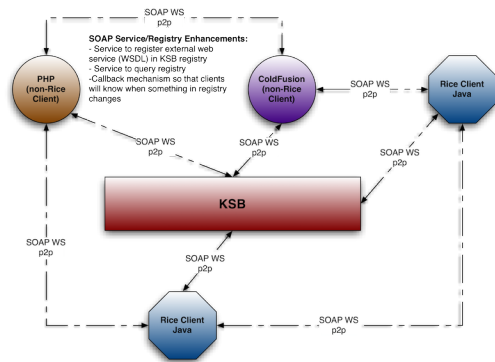 SOAP WS
p2p
SOAP Service/Registry Enhancements:
- Service to register external web
service (WSDL) in KSB registry
- Service to query registry
-Callback mechanism so that clients
will know when something in registry
changes
PHP
(non-Rice
Client)
ColdFusion
(non-Rice
Client)
SOAP WS
p2p
Rice Client
Java
SOAP WS
p2p
SOAP WS
p2p
SOAP WS
p2p
KSB
SOAP WS
p2p
SOAP WS
p2p
Rice Client
Java
SOAP WS
p2p